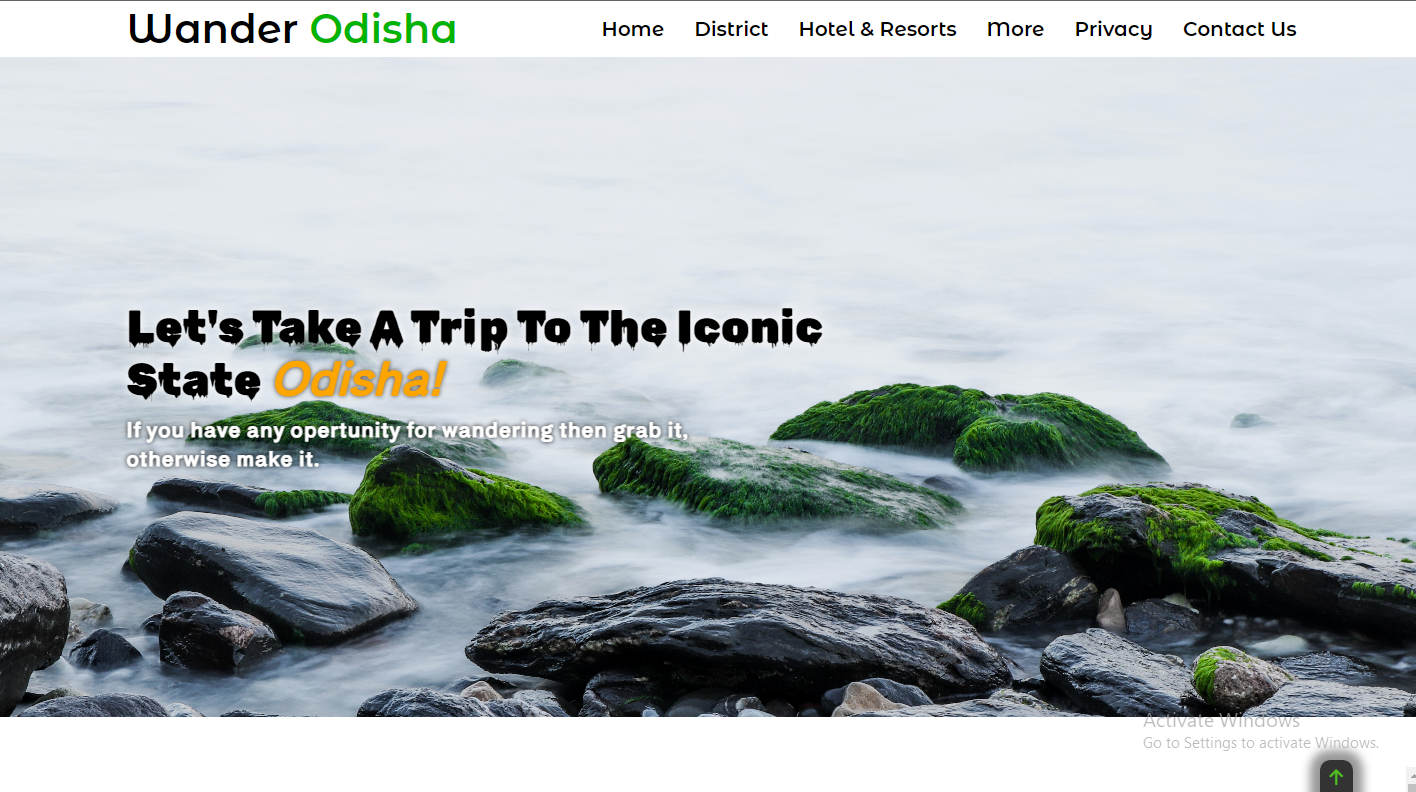 Wander Odisha
Home District Hotel & Resorts More Privacy Contact Us
Let's Take A Trip To The Iconic
State Odisha!
If you have any opertunity for wandering then grab it,
otherwise make it.
Activate Windows
Go to Settings to activate Windows.